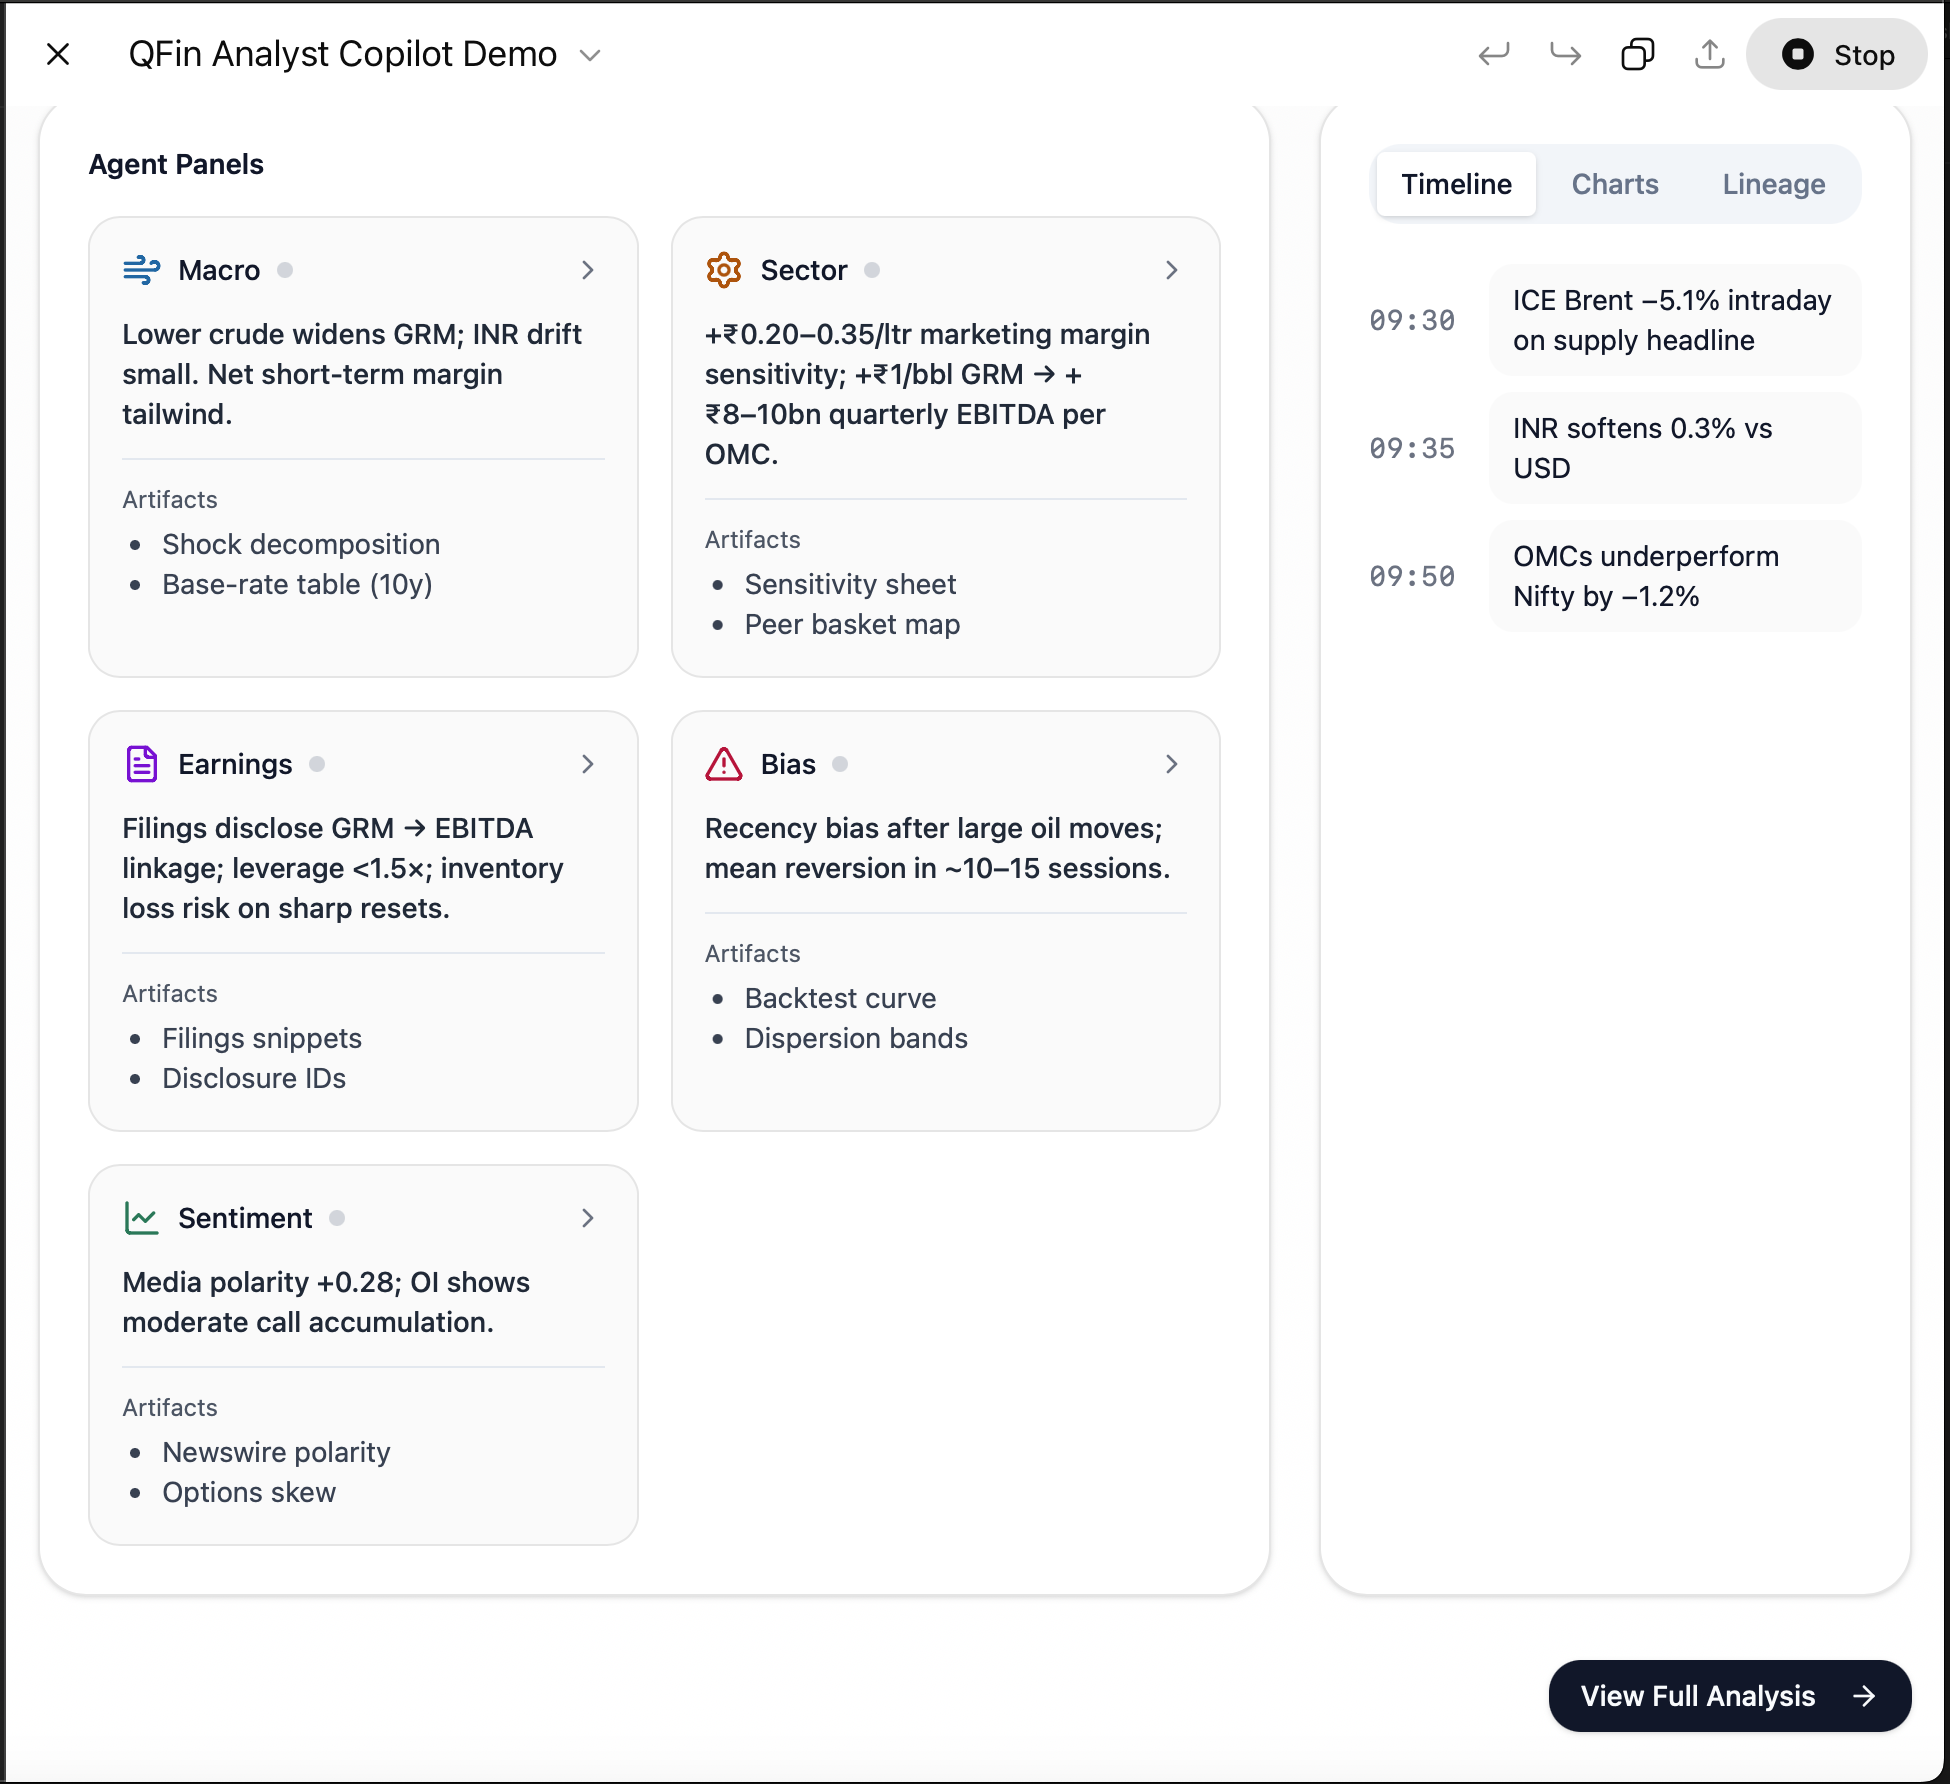 QFin Analyst Copilot Demo
Stop
Agent Panels
Macro
Lower crude widens GRM; INR drift
small. Net short-term margin
tailwind.
Artifacts
• Shock decomposition
• Base-rate table (10y)
Sector
+₹0.20–0.35/ltr marketing margin
sensitivity; +₹1/bbl GRM → +
₹8–10bn quarterly EBITDA per
OMC.
Artifacts
• Sensitivity sheet
• Peer basket map
Earnings
Filings disclose GRM → EBITDA
linkage; leverage <1.5×; inventory
loss risk on sharp resets.
Artifacts
• Filings snippets
• Disclosure IDs
Bias
Recency bias after large oil moves;
mean reversion in ~10–15 sessions.
Artifacts
• Backtest curve
• Dispersion bands
Sentiment
Media polarity +0.28; OI shows
moderate call accumulation.
Artifacts
• Newswire polarity
• Options skew
Timeline Charts Lineage
09:30
ICE Brent −5.1% intraday
on supply headline
09:35
INR softens 0.3% vs
USD
09:50
OMCs underperform
Nifty by −1.2%
View Full Analysis →